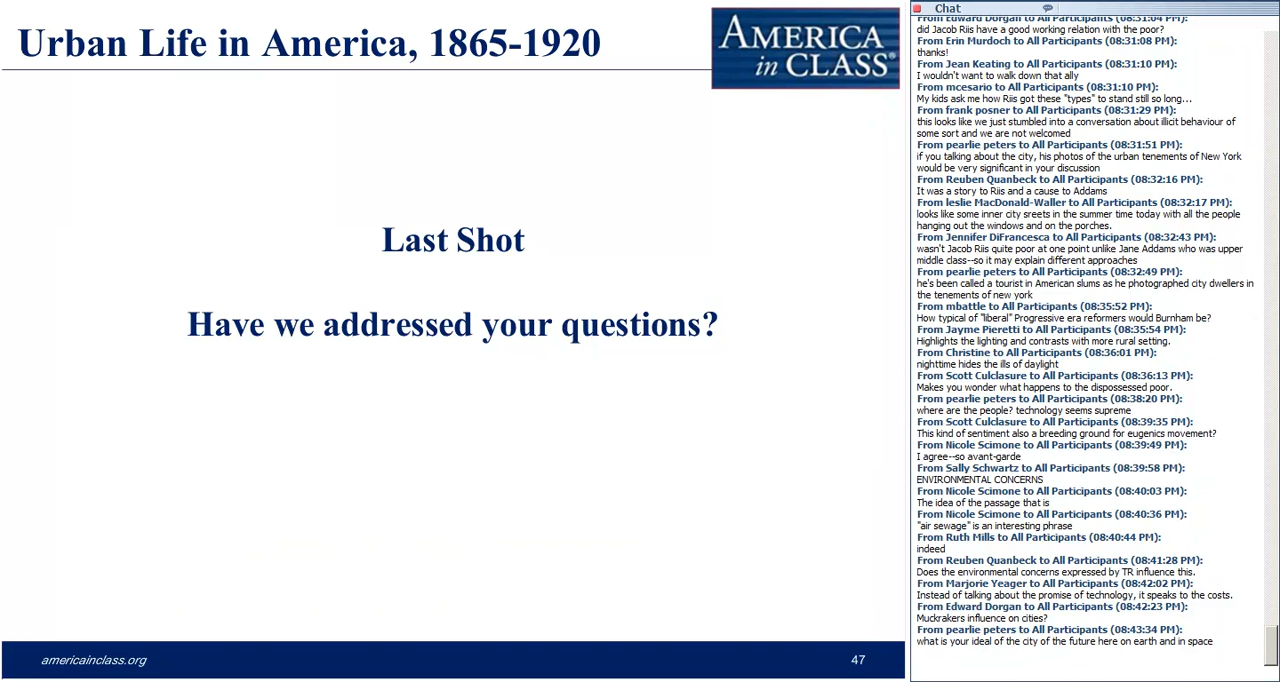 Urban Life in America, 1865-1920
AMERICA
in CLASS®
Last Shot
Have we addressed your questions?
americainclass.org
47
Chat
From Edward Dorgan to All Participants (08:31:04 PM):
did Jacob Riis have a good working relation with the poor?
From Erin Murdoch to All Participants (08:31:08 PM):
thanks!
From Jean Keating to All Participants (08:31:10 PM):
I wouldn't want to walk down that ally
From mcesario to All Participants (08:31:10 PM):
My kids ask me how Riis got these "types" to stand still so long...
From frank posner to All Participants (08:31:29 PM):
this looks like we just stumbled into a conversation about illicit behaviour of
some sort and we are not welcomed
From pearlie peters to All Participants (08:31:51 PM):
if you talking about the city, his photos of the urban tenements of New York
would be very significant in your discussion
From Reuben Quanbeck to All Participants (08:32:16 PM):
It was a story to Riis and a cause to Addams
From leslie MacDonald-Waller to All Participants (08:32:17 PM):
looks like some inner city sreets in the summer time today with all the people
hanging out the windows and on the porches.
From Jennifer DiFrancesca to All Participants (08:32:43 PM):
wasn't Jacob Riis quite poor at one point unlike Jane Addams who was upper
middle class--so it may explain different approaches
From pearlie peters to All Participants (08:32:49 PM):
he's been called a tourist in American slums as he photographed city dwellers in
the tenements of new york
From mbattle to All Participants (08:35:52 PM):
How typical of "liberal" Progressive era reformers would Burnham be?
From Jayme Pieretti to All Participants (08:35:54 PM):
Highlights the lighting and contrasts with more rural setting.
From Christine to All Participants (08:36:01 PM):
nighttime hides the ills of daylight
From Scott Culclasure to All Participants (08:36:13 PM):
Makes you wonder what happens to the dispossessed poor.
From pearlie peters to All Participants (08:38:20 PM):
where are the people? technology seems supreme
From Scott Culclasure to All Participants (08:39:35 PM):
This kind of sentiment also a breeding ground for eugenics movement?
From Nicole Scimone to All Participants (08:39:49 PM):
I agree--so avant-garde
From Sally Schwartz to All Participants (08:39:58 PM):
ENVIRONMENTAL CONCERNS
From Nicole Scimone to All Participants (08:40:03 PM):
The idea of the passage that is
From Nicole Scimone to All Participants (08:40:36 PM):
"air sewage" is an interesting phrase
From Ruth Mills to All Participants (08:40:44 PM):
indeed
From Reuben Quanbeck to All Participants (08:41:28 PM):
Does the environmental concerns expressed by TR influence this.
From Marjorie Yeager to All Participants (08:42:02 PM):
Instead of talking about the promise of technology, it speaks to the costs.
From Edward Dorgan to All Participants (08:42:23 PM):
Muckrakers influence on cities?
From pearlie peters to All Participants (08:43:34 PM):
what is your ideal of the city of the future here on earth and in space